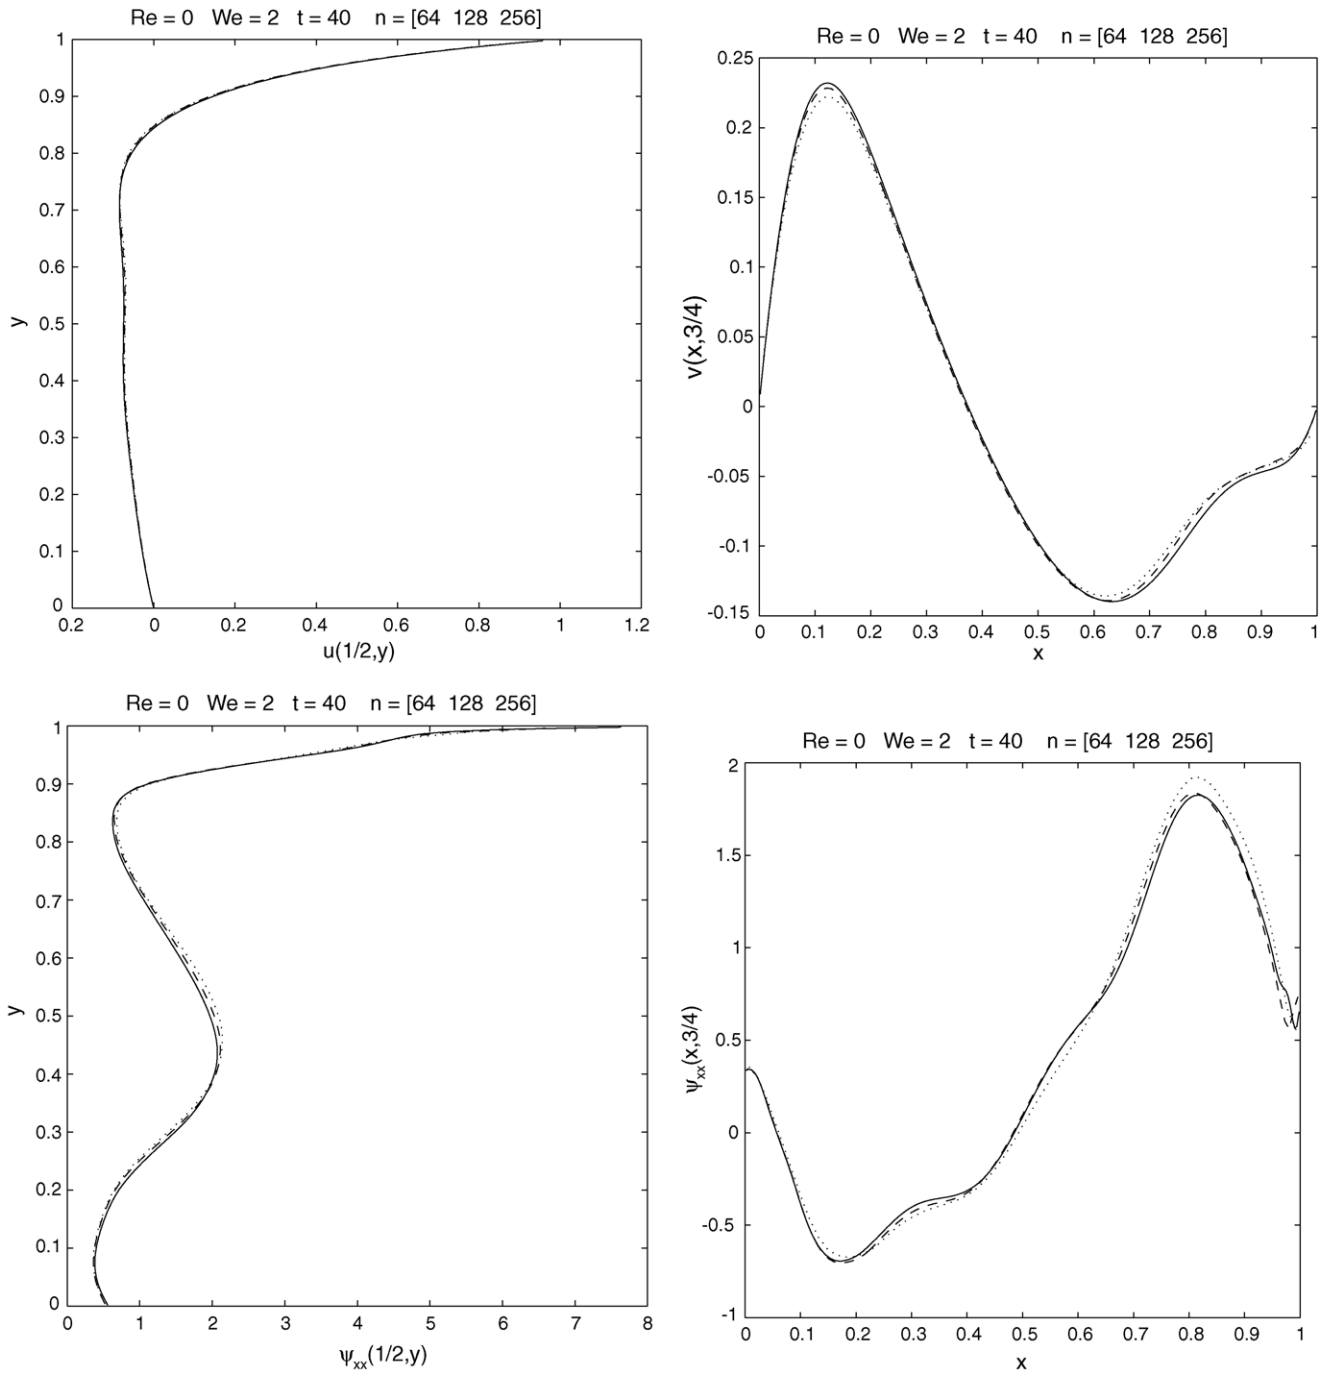 Re = 0 We = 2 t = 40 n = [64 128 256]
1
0.9
0.8
0.7
0.6
0.5
0.4
0.3
0.2
0.1
0
y
0.2 0 0.2 0.4 0.6 0.8 1 1.2
u(1/2,y)
Re = 0 We = 2 t = 40 n = [64 128 256]
0.25
0.2
0.15
0.1
0.05
0
-0.05
-0.1
-0.15
v(x,3/4)
0 0.1 0.2 0.3 0.4 0.5 0.6 0.7 0.8 0.9 1
x
Re = 0 We = 2 t = 40 n = [64 128 256]
1
0.9
0.8
0.7
0.6
0.5
0.4
0.3
0.2
0.1
0
y
0 1 2 3 4 5 6 7 8
ψxx(1/2,y)
Re = 0 We = 2 t = 40 n = [64 128 256]
2
1.5
1
0.5
0
-0.5
-1
ψxx(x,3/4)
0 0.1 0.2 0.3 0.4 0.5 0.6 0.7 0.8 0.9 1
x